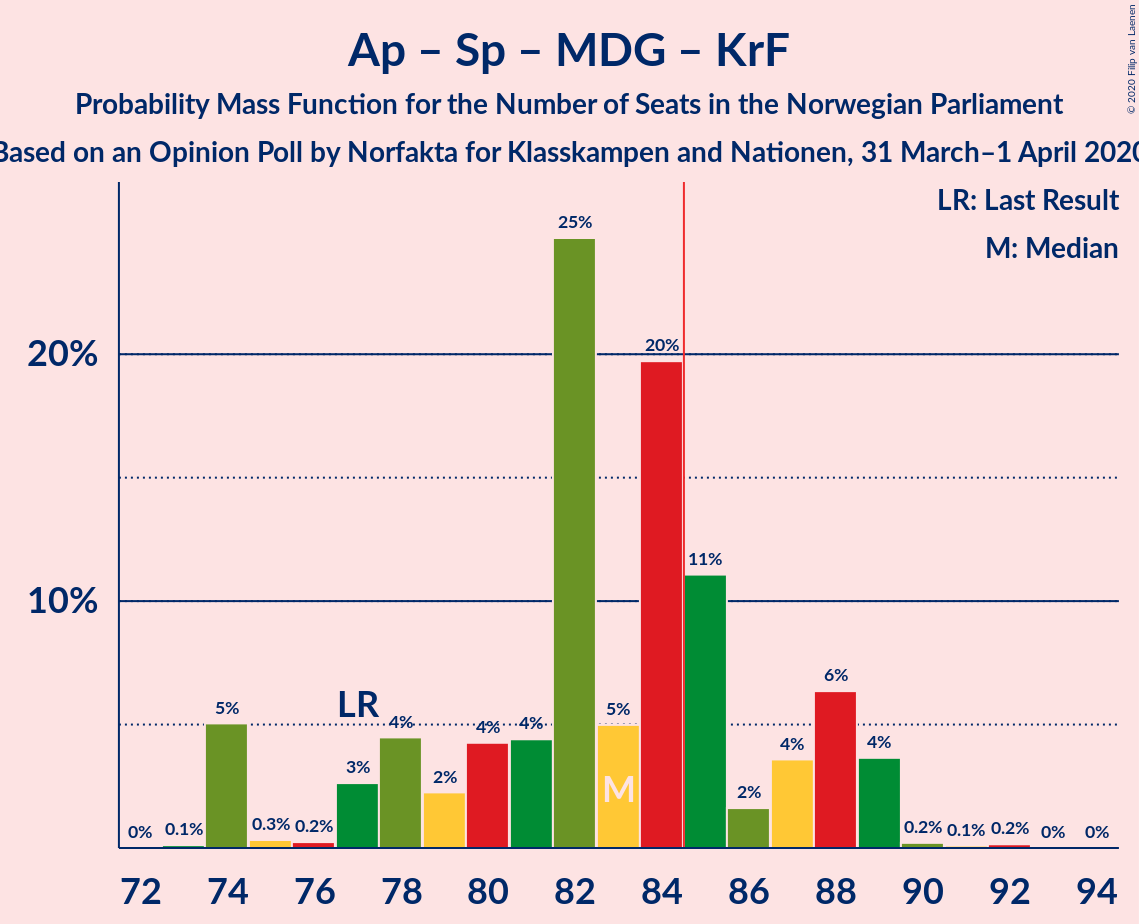 Ap – Sp – MDG – KrF
Probability Mass Function for the Number of Seats in the Norwegian Parliament
Based on an Opinion Poll by Norfakta for Klasskampen and Nationen, 31 March–1 April 2020
© 2020 Filip van Laenen
LR: Last Result
M: Median
25%
20%
20%
11%
10%
6%
5%
LR
4%
4%
4%
5%
4%
4%
3%
2%
2%
M
0%
0.1%
0.3%
0.2%
0.2%
0.1%
0.2%
0%
0%
72 74 76 78 80 82 84 86 88 90 92 94